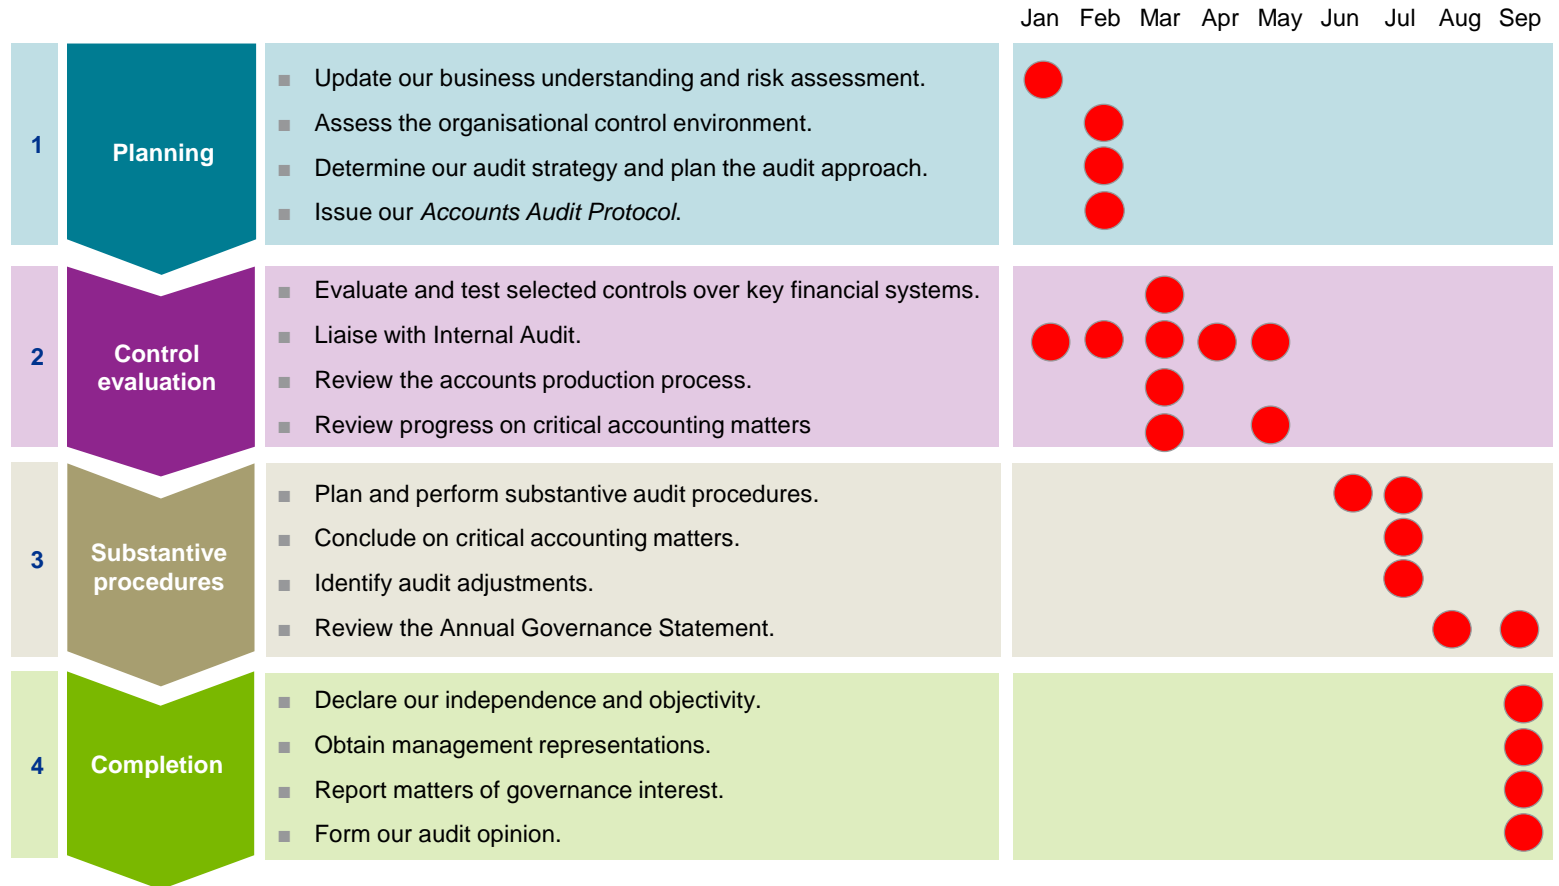 Jan Feb Mar Apr May Jun Jul Aug Sep
1
Planning
Update our business understanding and risk assessment.
Assess the organisational control environment.
Determine our audit strategy and plan the audit approach.
Issue our Accounts Audit Protocol.
2
Control
evaluation
Evaluate and test selected controls over key financial systems.
Liaise with Internal Audit.
Review the accounts production process.
Review progress on critical accounting matters
3
Substantive
procedures
Plan and perform substantive audit procedures.
Conclude on critical accounting matters.
Identify audit adjustments.
Review the Annual Governance Statement.
4
Completion
Declare our independence and objectivity.
Obtain management representations.
Report matters of governance interest.
Form our audit opinion.